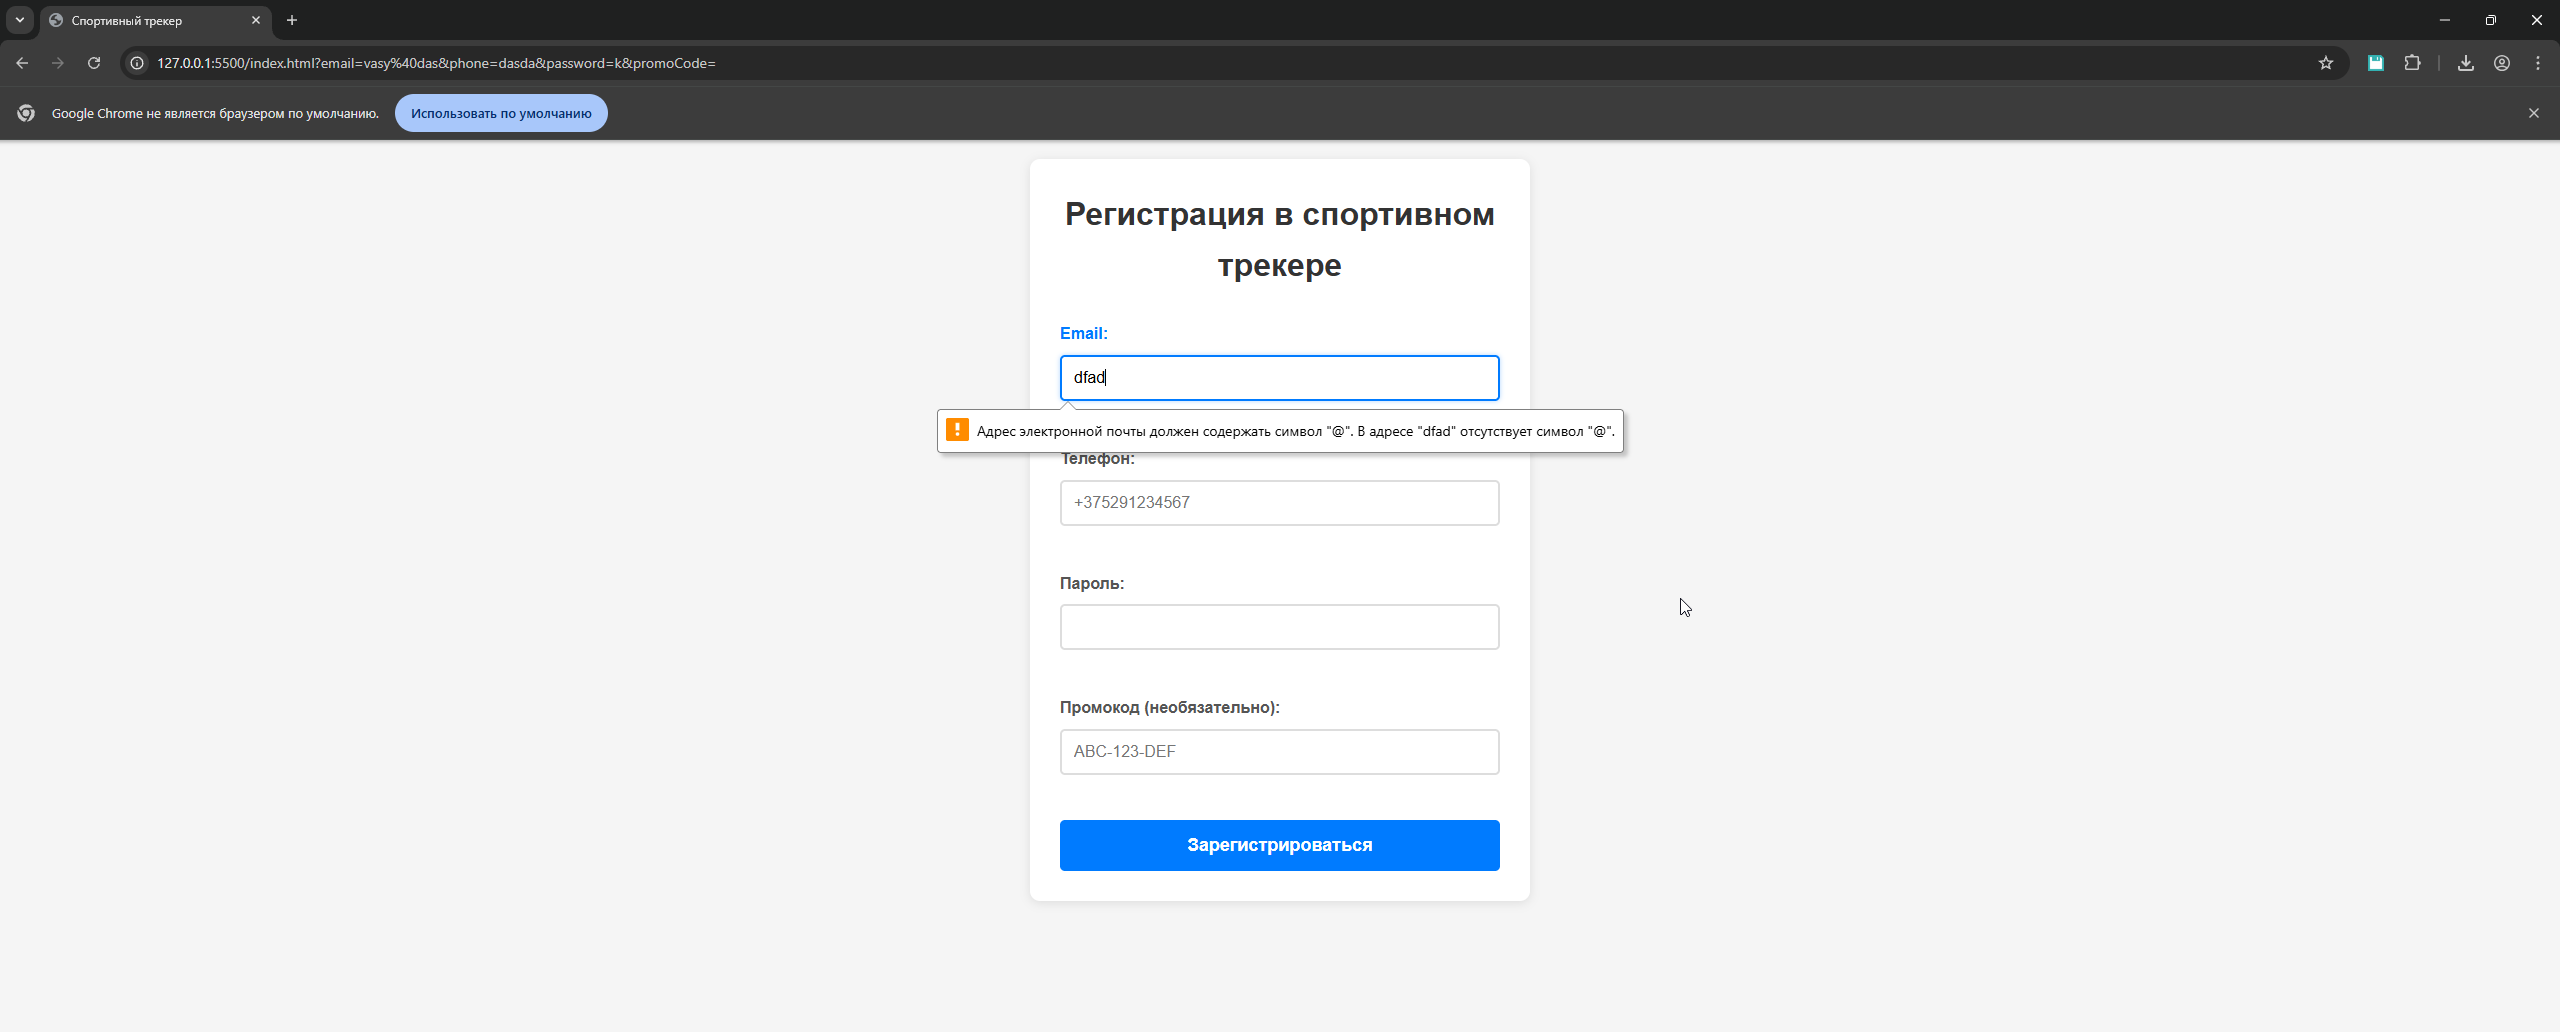 Спортивный трекер
127.0.0.1:5500/index.html?email=vasy%40das&phone=dasda&password=k&promoCode=
Google Chrome не является браузером по умолчанию. Использовать по умолчанию
Регистрация в спортивном
трекере
Email:
dfad
! Адрес электронной почты должен содержать символ "@". В адресе "dfad" отсутствует символ "@".
Телефон:
+375291234567
Пароль:
Промокод (необязательно):
ABC-123-DEF
Зарегистрироваться